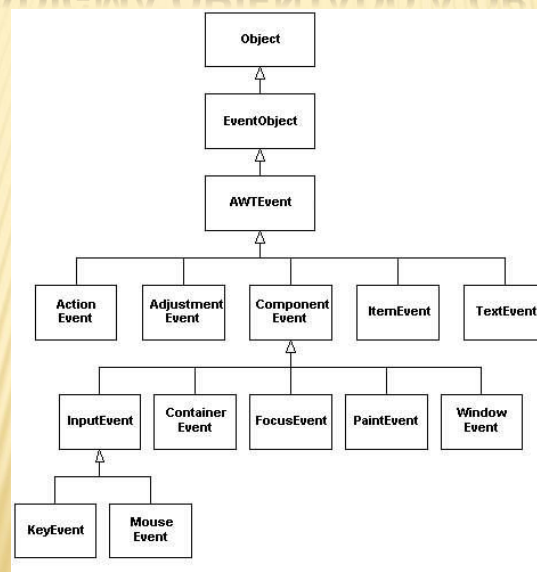 Object
EventObject
AWTEvent
Action
Event
Adjustment
Event
Component
Event
ItemEvent
TextEvent
InputEvent
Container
Event
FocusEvent
PaintEvent
Window
Event
KeyEvent
Mouse
Event